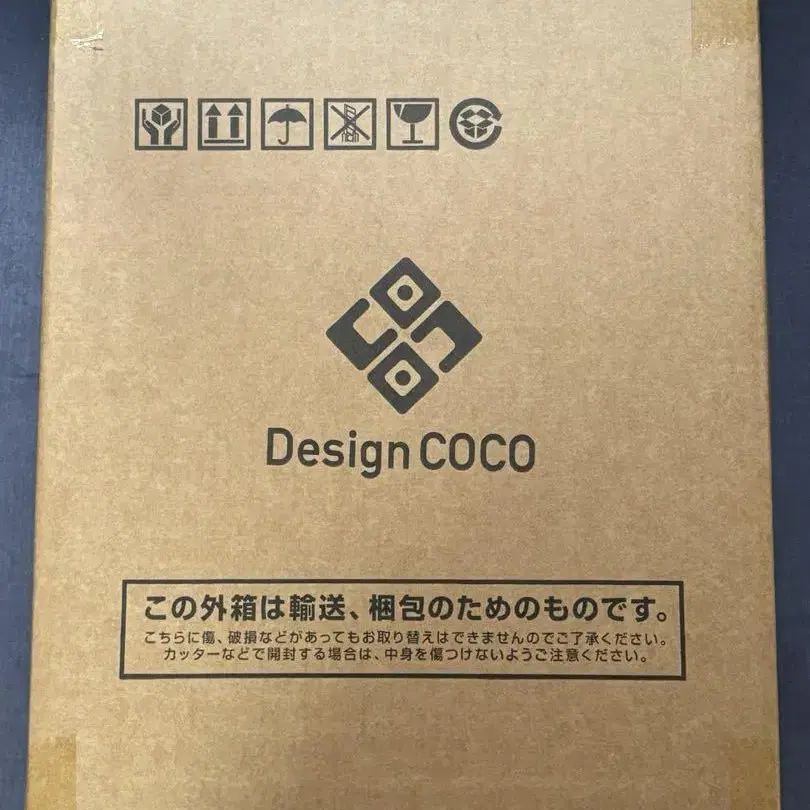 Design COCO
この外箱は輸送、梱包のためのものです。
こちらに傷、破損などがあってもお取り替えはできませんのでご了承ください。
カッターなどで開封する場合は、中身を傷つけないようご注意ください。